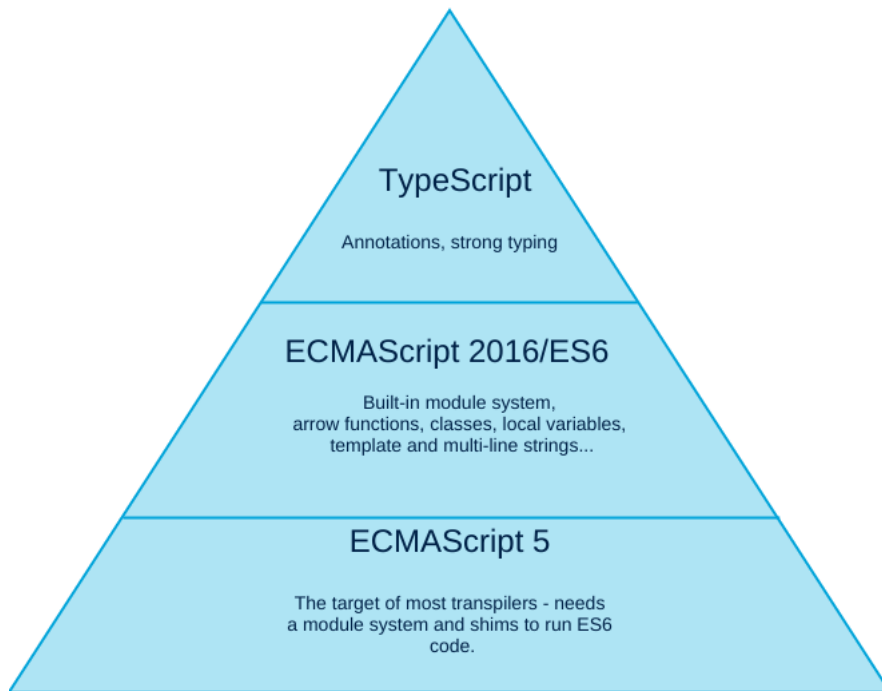 TypeScript
Annotations, strong typing
ECMAScript 2016/ES6
Built-in module system,
arrow functions, classes, local variables,
template and multi-line strings...
ECMAScript 5
The target of most transpilers - needs
a module system and shims to run ES6
code.